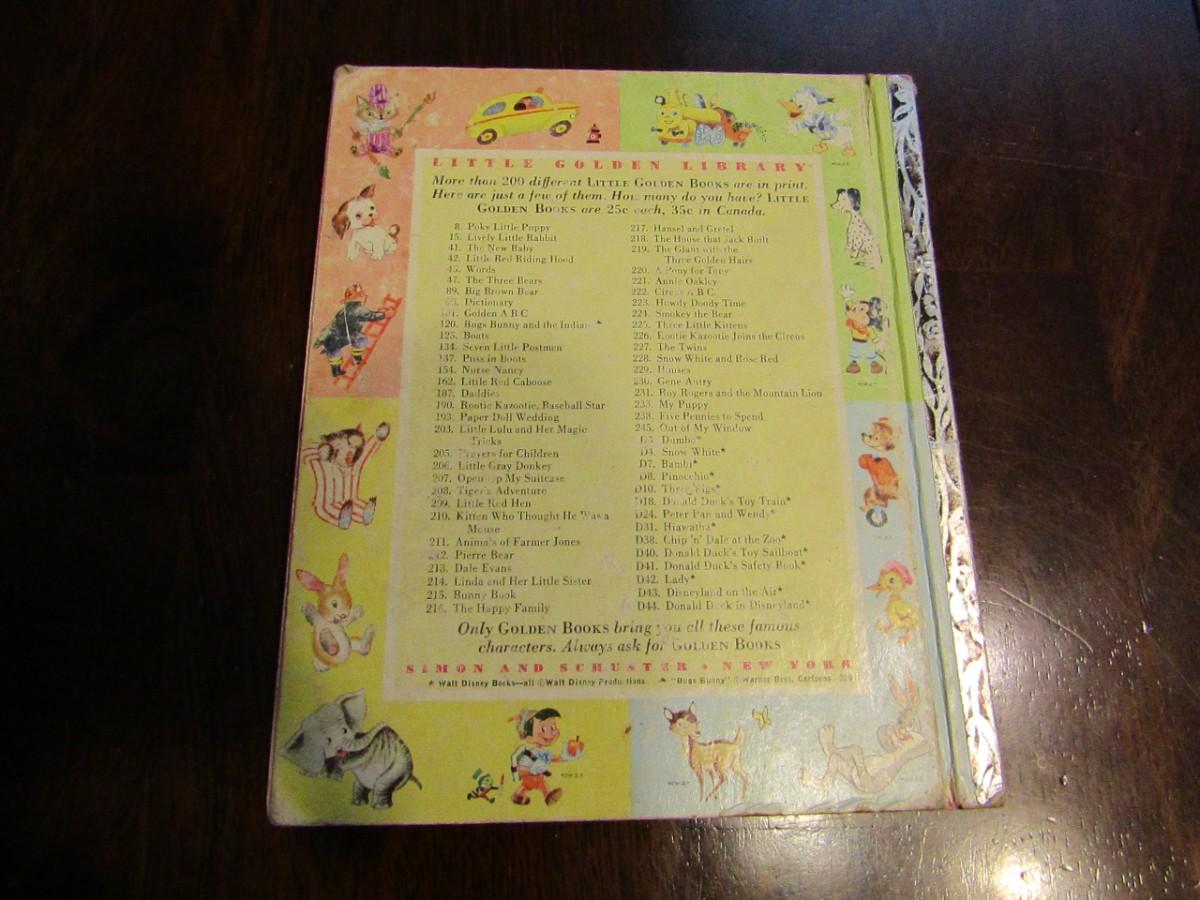 LITTLE GOLDEN LIBRARY
More than 200 different LITTLE GOLDEN BOOKS are in print.
Here are just a few of them. How many do you have? LITTLE
GOLDEN BOOKS are 25c each, 35c in Canada.
8. Poky Little Puppy
15. Lively Little Rabbit
41. The New Baby
42. Little Red Riding Hood
45. Words
47. The Three Bears
89. Big Brown Bear
Dictionary
Golden A B C
120. Bugs Bunny and the Indian
125. Boats
134. Seven Little Postmen
137. Puss in Boots
154. Nurse Nancy
162. Little Red Caboose
187. Daddies
190. Rootie Kazootie, Baseball Star
193. Paper Doll Wedding
203. Little Lulu and Her Magic
Tricks
205. Prayers for Children
206. Little Gray Donkey
207. Open Up My Suitcase
208. Tiger's Adventure
209. Little Red Hen
210. Kitten Who Thought He Was a
Mouse
211. Animals of Farmer Jones
212. Pierre Bear
213. Dale Evans
214. Linda and Her Little Sister
215. Bunny Book
216. The Happy Family
217. Hansel and Gretel
218. The House that Jack Built
219. The Giant with the
Three Golden Hairs
220. A Pony for Tony
221. Annie Oakley
222. Circus A B C
223. Howdy Doody Time
224. Smokey the Bear
225. Three Little Kittens
226. Rootie Kazootie Joins the Circus
227. The Twins
228. Snow White and Rose Red
229. Houses
230. Gene Autry
231. Roy Rogers and the Mountain Lion
233. My Puppy
238. Five Pennies to Spend
245. Out of My Window
D3. Dumbo*
D4. Snow White*
D7. Bambi*
D8. Pinocchio*
D10. Three Pigs*
D18. Donald Duck's Toy Train*
D24. Peter Pan and Wendy*
D31. Hiawatha*
D38. Chip 'n' Dale at the Zoo*
D40. Donald Duck's Toy Sailboat*
D41. Donald Duck's Safety Book*
D42. Lady*
D43. Disneyland on the Air*
D44. Donald Duck in Disneyland*
Only GOLDEN BOOKS bring you all these famous
characters. Always ask for GOLDEN BOOKS
SIMON AND SCHUSTER • NEW YORK
* Walt Disney Books—all ©Walt Disney Productions "Bugs Bunny" ©Warner Bros. Cartoons